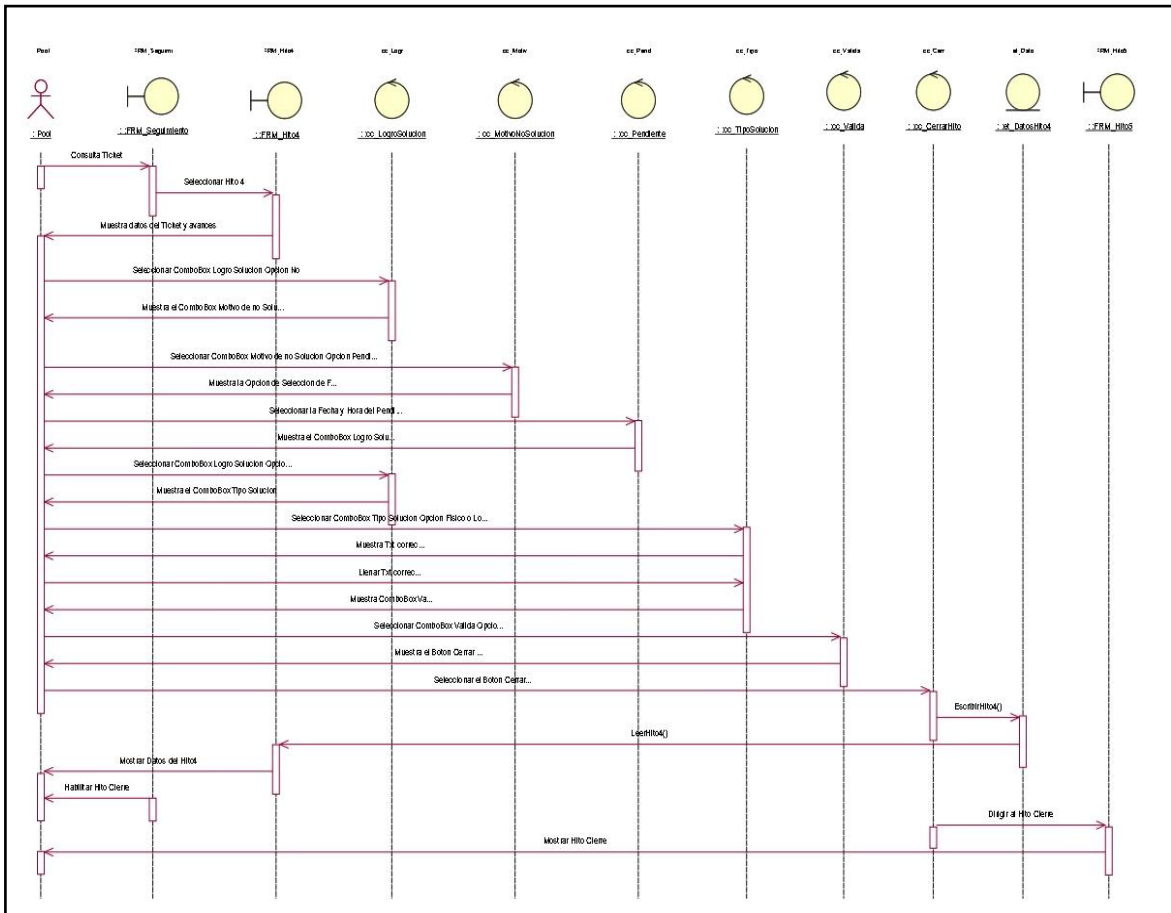 Pool
FRM_Seguimi
FRM_Hito4
cc_Logr
cc_Motiv
cc_Pend
cc_Tipo
cc_Valida
cc_Cerr
et_Dato
FRM_Hito5
: Pool
: :FRM_Seguimiento
: :FRM_Hito4
: :cc_LogroSolucion
: :cc_MotivoNoSolucion
: :cc_Pendiente
: :cc_TipoSolucion
: :cc_Valida
: :cc_CerrarHito
: :et_DatosHito4
: :FRM_Hito5
Consulta Ticket
Seleccionar Hito 4
Muestra datos del Ticket y avances
Seleccionar ComboBox Logro Solucion Opcion No
Muestra el ComboBox Motivo de no Solu...
Seleccionar ComboBox Motivo de no Solucion Opcion Pendi...
Muestra la Opcion de Seleccion de F...
Seleccionar la Fecha y Hora del Pendi ...
Muestra el ComboBox Logro Solu...
Seleccionar ComboBox Logro Solucion Opcio...
Muestra el ComboBox Tipo Solucion
Seleccionar ComboBox Tipo Solucion Opcion Fisico o Lo...
Muestra Txt correc...
Llenar Txt correc...
Muestra ComboBox Va...
Seleccionar ComboBox Valida Opcio...
Muestra el Boton Cerrar ...
Seleccionar el Boton Cerrar...
EscribirHito4()
LeerHito4()
Mostrar Datos del Hito4
Habilitar Hito Cierre
Dirigir al Hito Cierre
Mostrar Hito Cierre